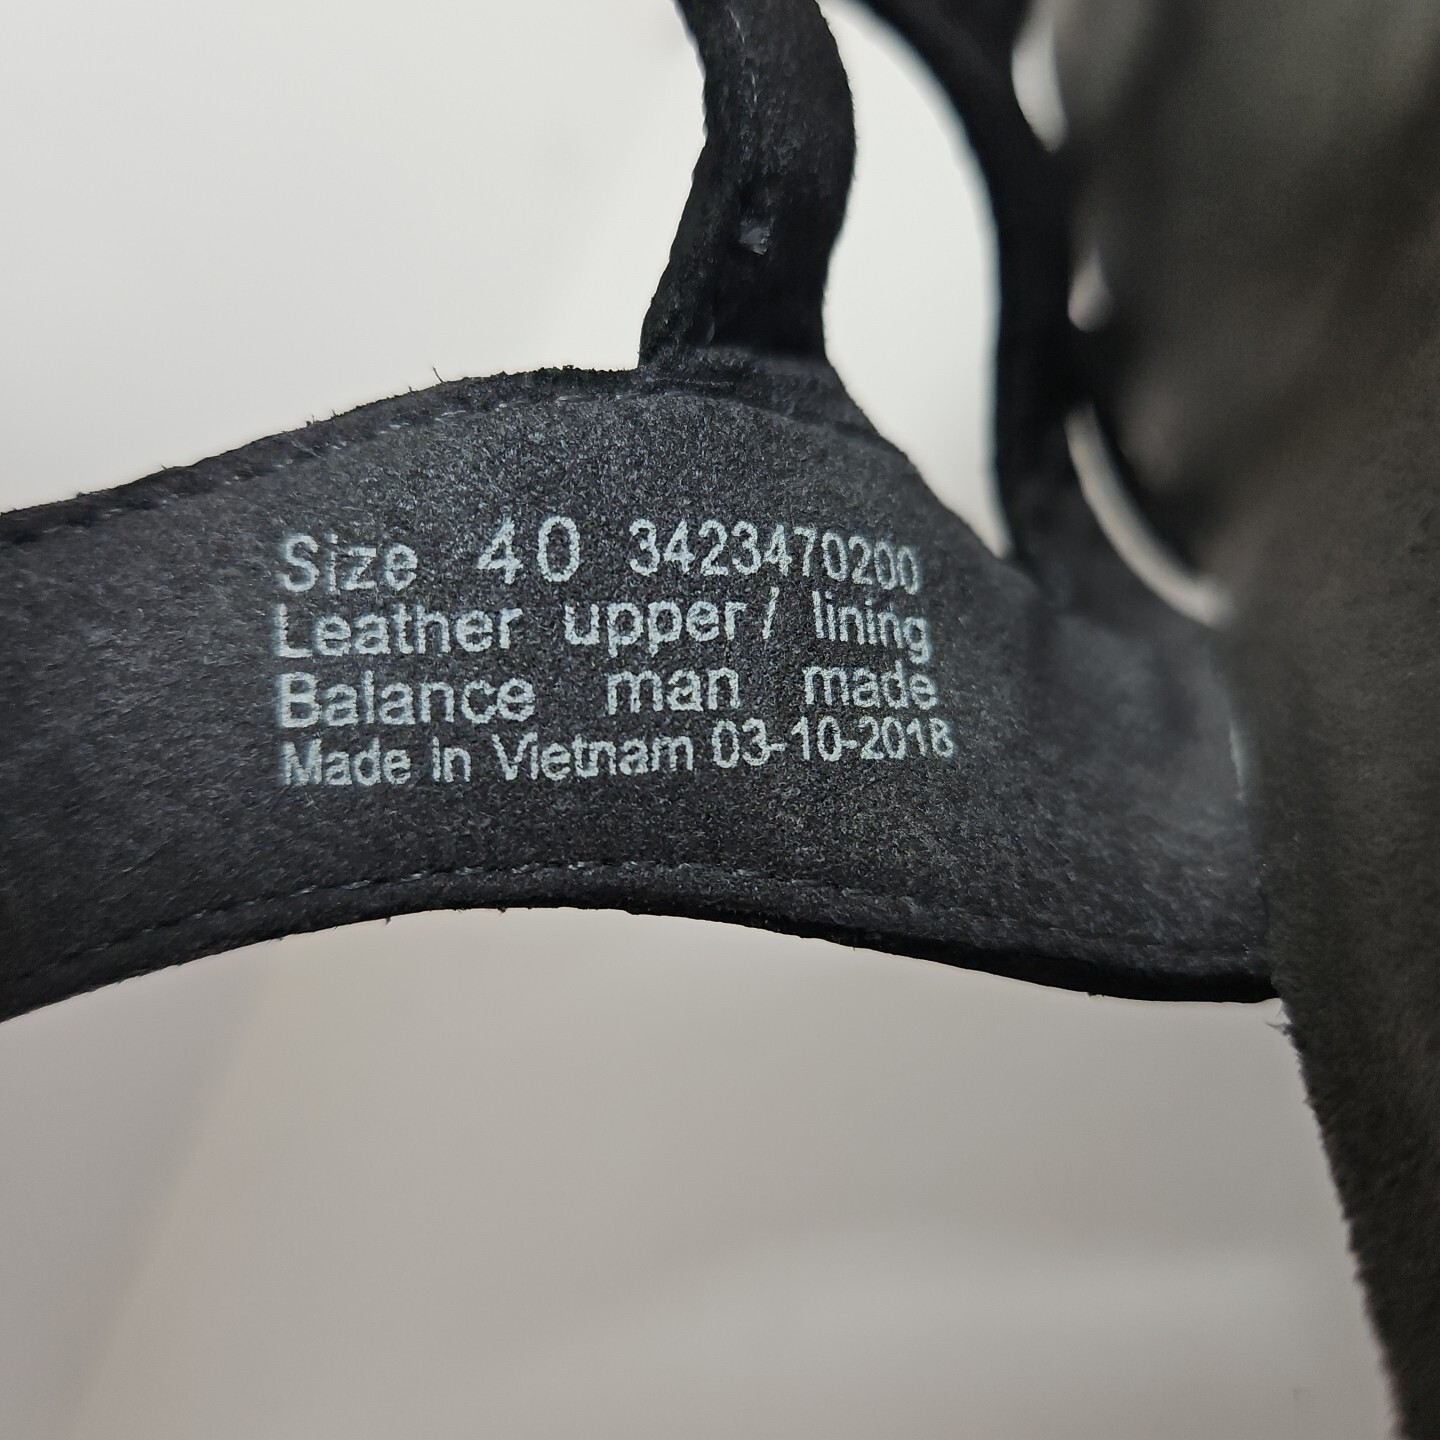 Size 40 3423470200
Leather upper/ lining
Balance man made
Made in Vietnam 03-10-2018